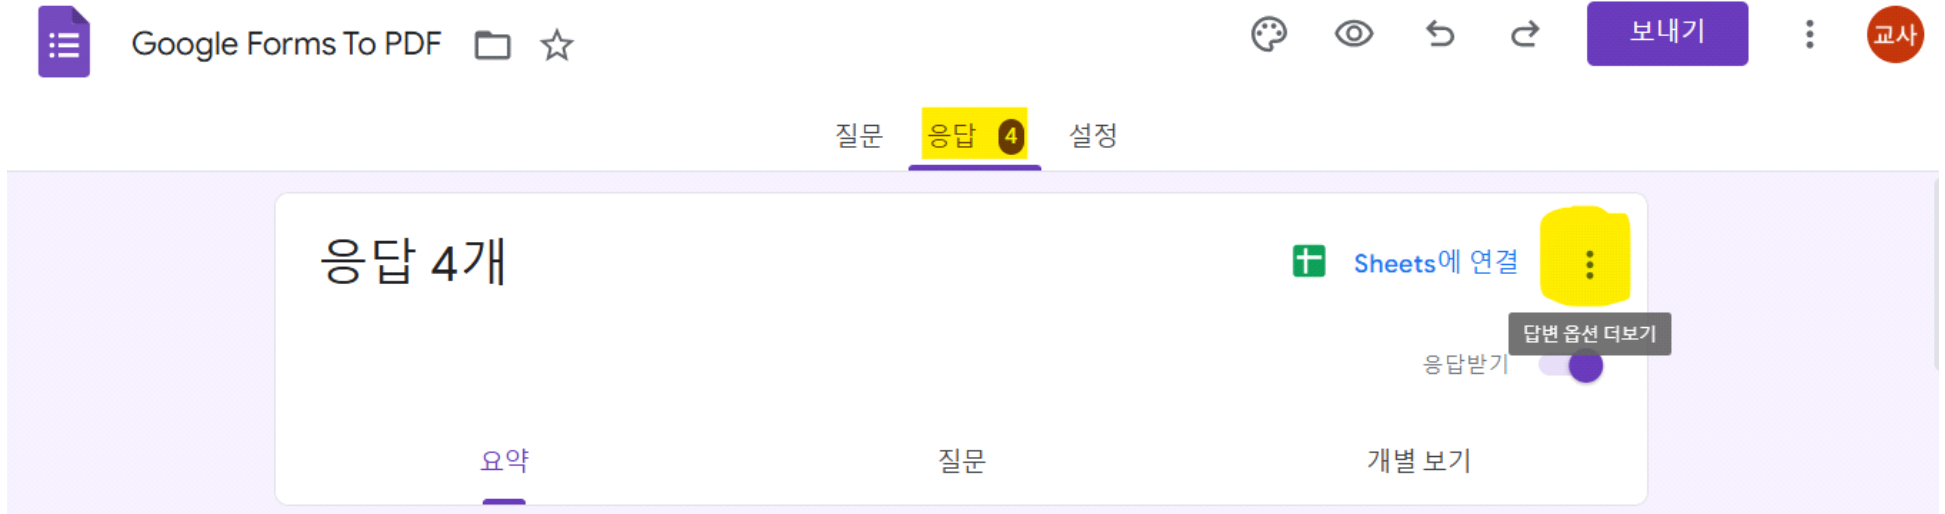 Google Forms To PDF
보내기
교사
질문 응답 4 설정
응답 4개
Sheets에 연결
답변 옵션 더보기
응답받기
요약 질문 개별 보기